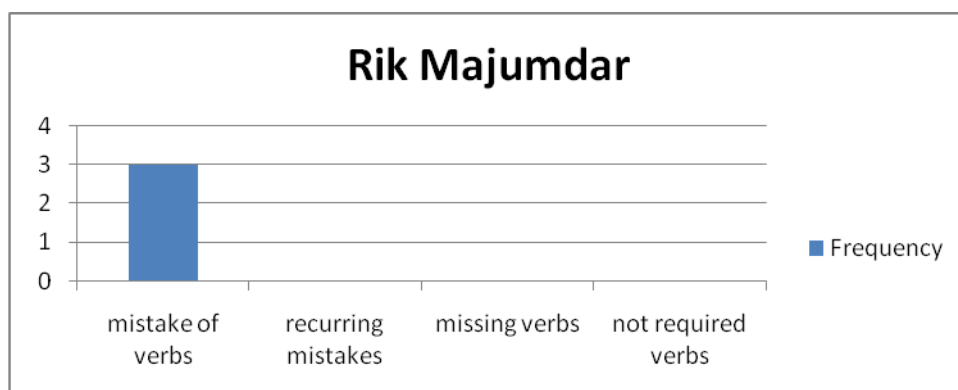 Rik Majumdar
4
3
2
1
0
mistake of verbs
recurring mistakes
missing verbs
not required verbs
Frequency